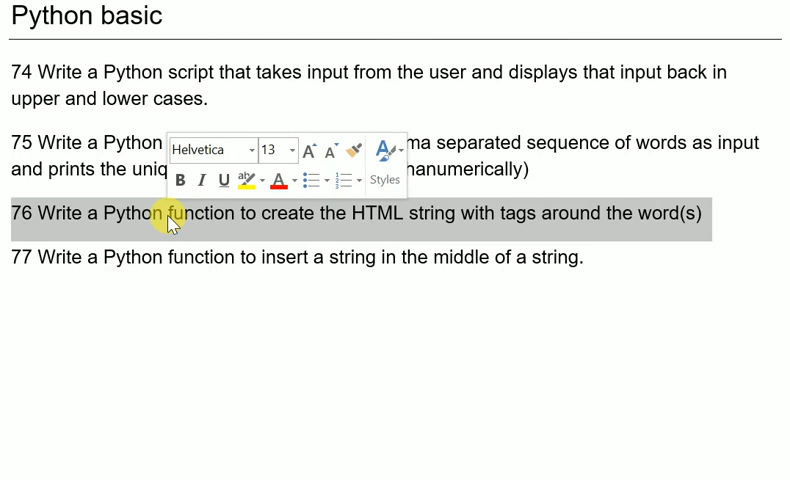 Python basic
74 Write a Python script that takes input from the user and displays that input back in
upper and lower cases.
75 Write a Python
ma separated sequence of words as input
and prints the uniq
hanumerically)
Helvetica 13 A A A
B I U ab A Styles
76 Write a Python function to create the HTML string with tags around the word(s)
77 Write a Python function to insert a string in the middle of a string.